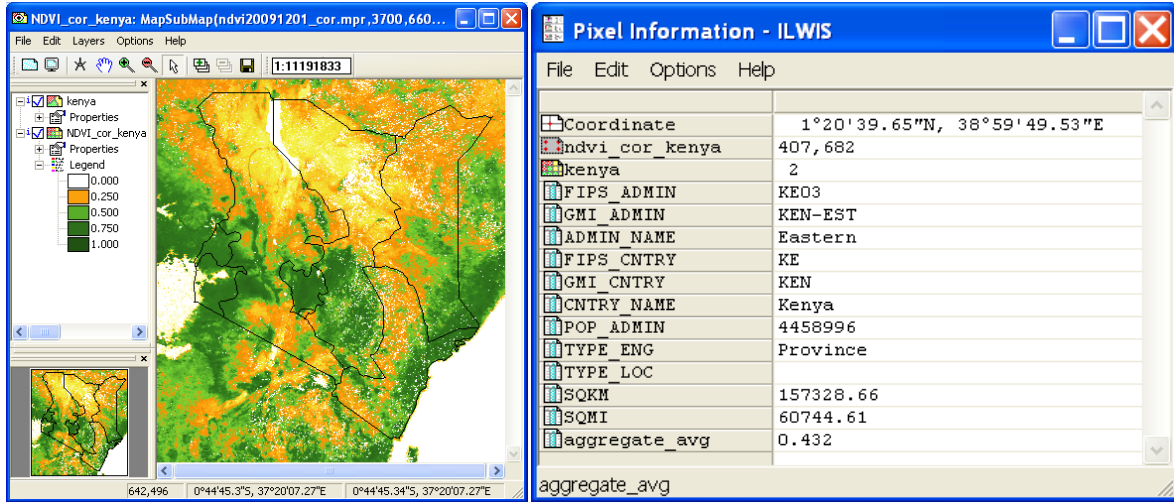 NDVI_cor_kenya: MapSubMap(ndvi20091201_cor.mpr,3700,660...
File Edit Layers Options Help
1:11191833
kenya
Properties
NDVI_cor_kenya
Properties
Legend
0.000
0.250
0.500
0.750
1.000
642,496 0°44'45.3"S, 37°20'07.27"E 0°44'45.34"S, 37°20'07.27"E
Pixel Information - ILWIS
File Edit Options Help
Coordinate 1°20'39.65"N, 38°59'49.53"E
ndvi_cor_kenya 407,682
kenya 2
FIPS_ADMIN KE03
GMI_ADMIN KEN-EST
ADMIN_NAME Eastern
FIPS_CNTRY KE
GMI_CNTRY KEN
CNTRY_NAME Kenya
POP_ADMIN 4458996
TYPE_ENG Province
TYPE_LOC
SQKM 157328.66
SQMI 60744.61
aggregate_avg 0.432
aggregate_avg